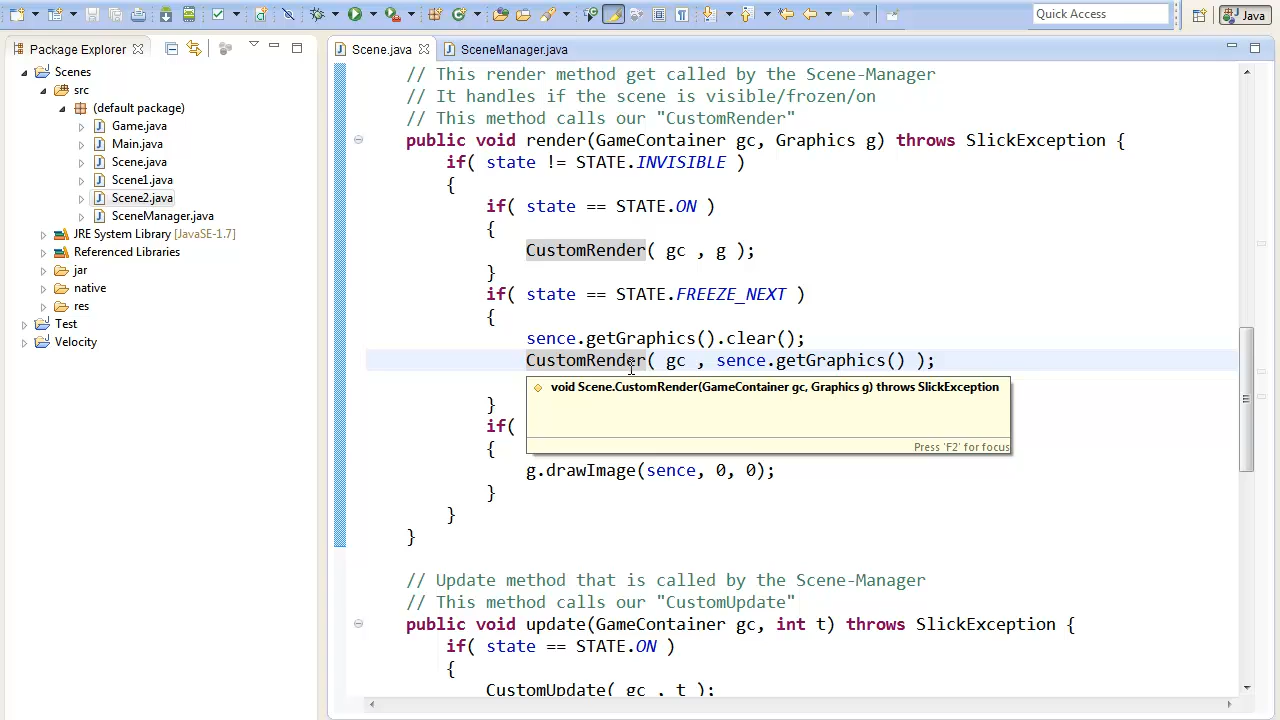 Quick Access
Java
Package Explorer
Scenes
src
(default package)
Game.java
Main.java
Scene.java
Scene1.java
Scene2.java
SceneManager.java
JRE System Library [JavaSE-1.7]
Referenced Libraries
jar
native
res
Test
Velocity
Scene.java
SceneManager.java
// This render method get called by the Scene-Manager
// It handles if the scene is visible/frozen/on
// This method calls our "CustomRender"
public void render(GameContainer gc, Graphics g) throws SlickException {
if( state != STATE.INVISIBLE )
{
if( state == STATE.ON )
{
CustomRender( gc , g );
}
if( state == STATE.FREEZE_NEXT )
{
sence.getGraphics().clear();
CustomRender( gc , sence.getGraphics() );
void Scene.CustomRender(GameContainer gc, Graphics g) throws SlickException
}
if(
Press 'F2' for focus
{
g.drawImage(sence, 0, 0);
}
}
}
// Update method that is called by the Scene-Manager
// This method calls our "CustomUpdate"
public void update(GameContainer gc, int t) throws SlickException {
if( state == STATE.ON )
{
CustomUpdate( gc , t );